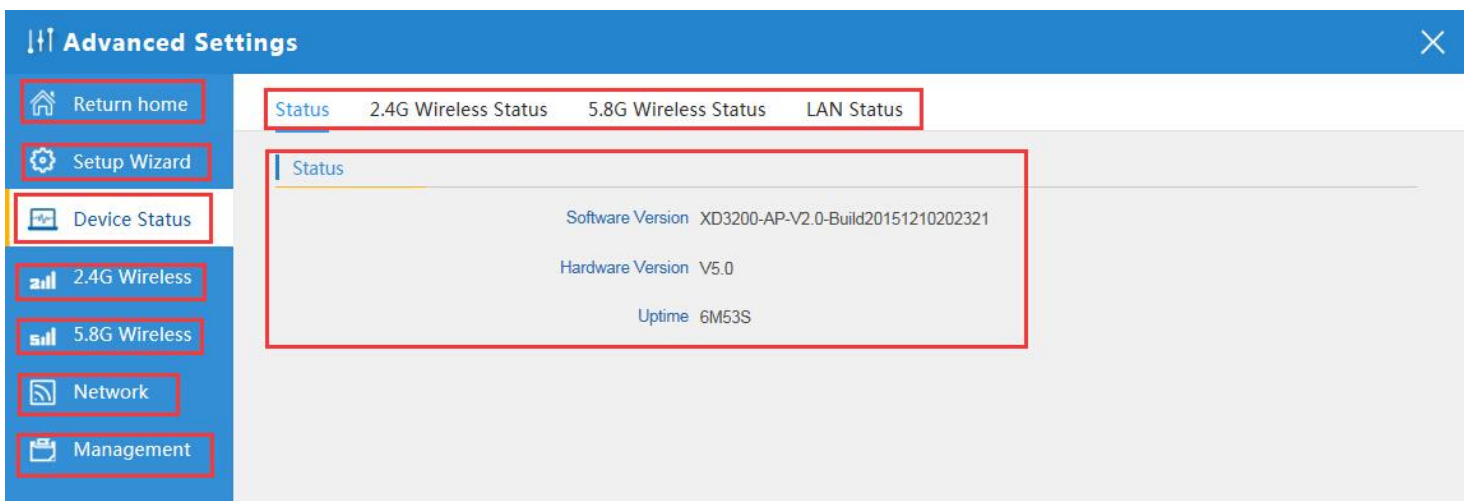 Advanced Settings
Return home
Setup Wizard
Device Status
2.4G Wireless
5.8G Wireless
Network
Management
Status 2.4G Wireless Status 5.8G Wireless Status LAN Status
Status
Software Version XD3200-AP-V2.0-Build20151210202321
Hardware Version V5.0
Uptime 6M53S